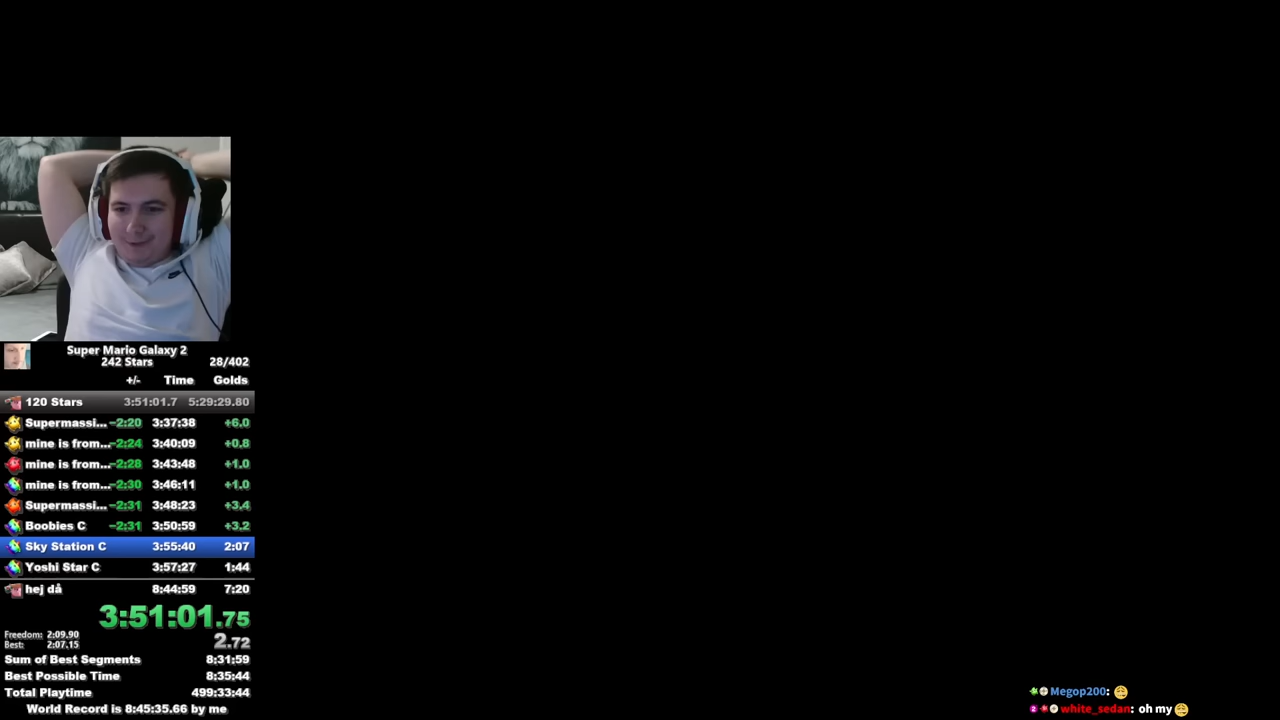 Super Mario Galaxy 2
242 Stars 28/402
+/- Time Golds
120 Stars 3:51:01.7 5:29:29.80
Supermassi... -2:20 3:37:38 +6.0
mine is from... -2:24 3:40:09 +0.8
mine is from... -2:28 3:43:48 +1.0
mine is from... -2:30 3:46:11 +1.0
Supermassi... -2:31 3:48:23 +3.4
Boobies C -2:31 3:50:59 +3.2
Sky Station C 3:55:40 2:07
Yoshi Star C 3:57:27 1:44
hej då 8:44:59 7:20
3:51:01.75
Freedom: 2:09.90 2.72
Best: 2:07.15
Sum of Best Segments 8:31:59
Best Possible Time 8:35:44
Total Playtime 499:33:44
World Record is 8:45:35.66 by me
Megop200: 😌
white_sedan: oh my 😌